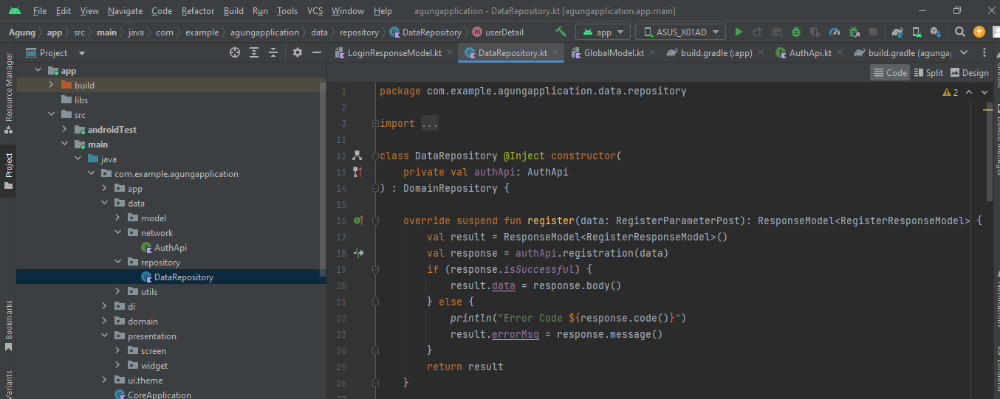 File Edit View Navigate Code Refactor Build Run Tools VCS Window Help agungapplication - DataRepository.kt [agungapplication.app.main]
Agung app src main java com example agungapplication data repository DataRepository userDetail app ASUS_X01AD
Project LoginResponseModel.kt DataRepository.kt GlobalModel.kt build.gradle (:app) AuthApi.kt build.gradle (agunga
Code Split Design
Resource Manager
Project
Bookmarks
Variants
app
build
libs
src
androidTest
main
java
com.example.agungapplication
app
data
model
network
AuthApi
repository
DataRepository
utils
di
domain
presentation
screen
widget
ui.theme
CoreApplication
1 package com.example.agungapplication.data.repository 2
2
3 import ...
11
12 class DataRepository @Inject constructor(
13 private val authApi: AuthApi
14 ) : DomainRepository {
15
16 override suspend fun register(data: RegisterParameterPost): ResponseModel<RegisterResponseModel> {
17 val result = ResponseModel<RegisterResponseModel>()
18 val response = authApi.registration(data)
19 if (response.isSuccessful) {
20 result.data = response.body()
21 } else {
22 println("Error Code ${response.code()}")
23 result.errorMsq = response.message()
24 }
25 return result
26 }